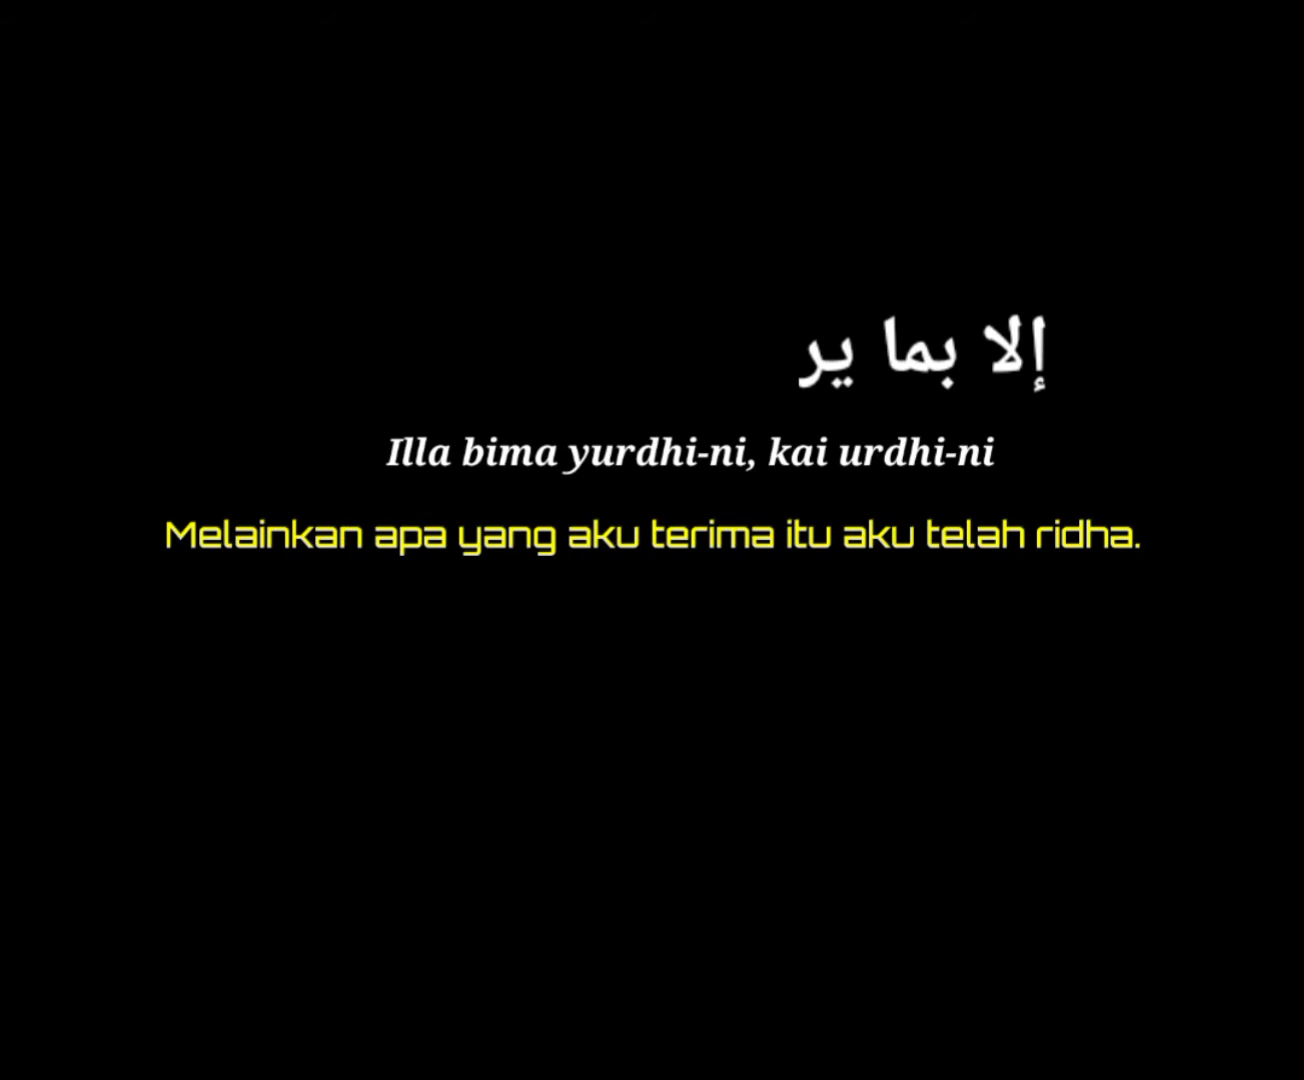 إلا بما ير
Illa bima yurdhi-ni, kai urdhi-ni
Melainkan apa yang aku terima itu aku telah ridha.